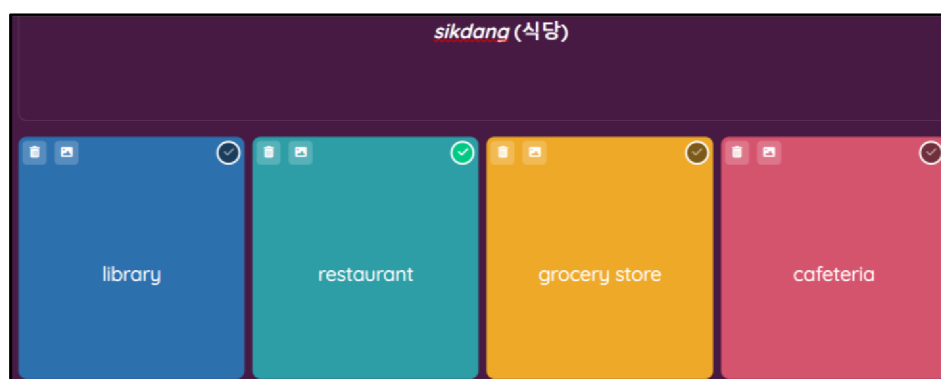 sikdang (식당)
library
restaurant
grocery store
cafeteria